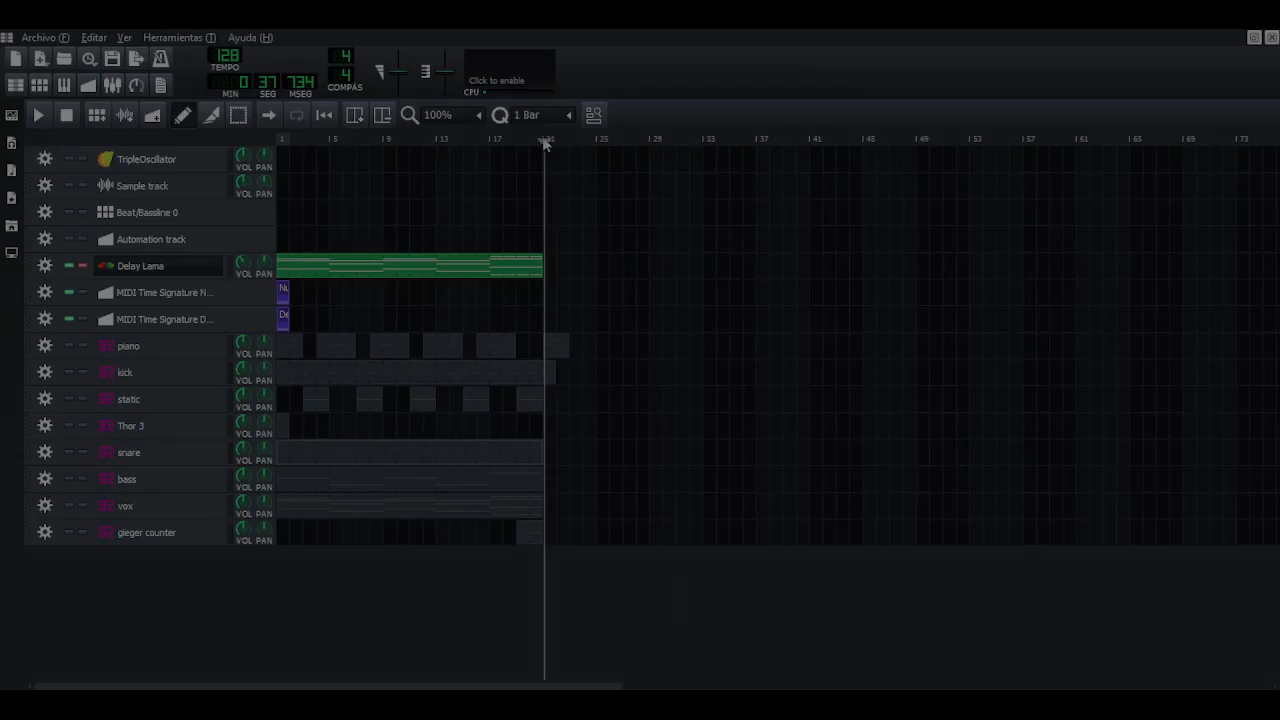 Archivo (F) Editar Ver Herramientas (T) Ayuda (H)
128
TEMPO
4
4
COMPÁS
0 37 734
MIN SEG MSEG
Click to enable
CPU
100% 1 Bar
1 5 9 13 17 25 29 33 37 41 45 49 53 57 61 65 69 73
TripleOscillator VOL PAN
Sample track VOL PAN
Beat/Bassline 0
Automation track
Delay Lama VOL PAN
MIDI Time Signature N... Nu
MIDI Time Signature D... De
piano VOL PAN
kick VOL PAN
static VOL PAN
Thor 3 VOL PAN
snare VOL PAN
bass VOL PAN
vox VOL PAN
gieger counter VOL PAN